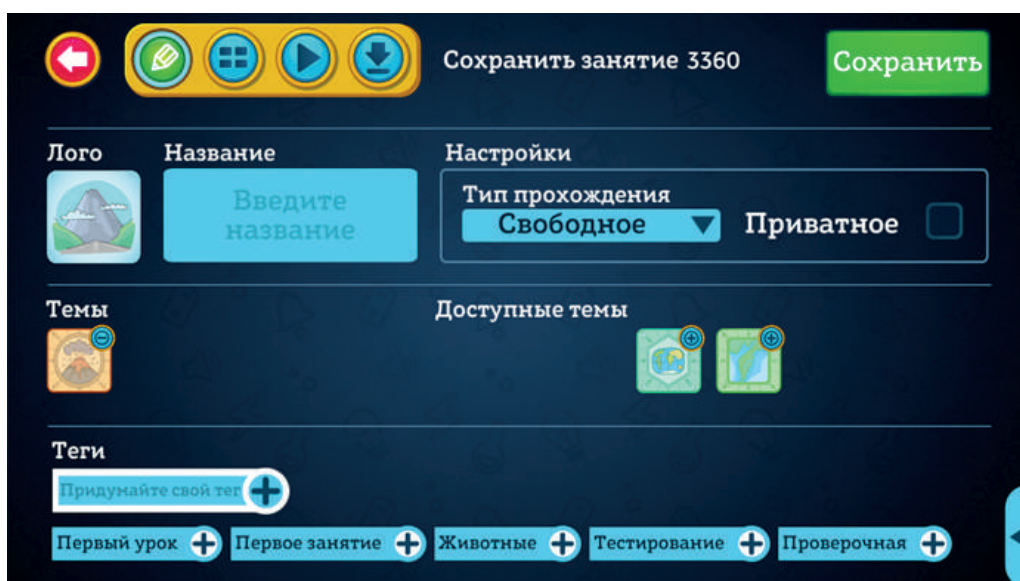 Сохранить занятие 3360
Сохранить
Лого
Название
Настройки
Введите
название
Тип прохождения
Свободное
Приватное
Темы
Доступные темы
Теги
Придумайте свой тег
Первый урок
Первое занятие
Животные
Тестирование
Проверочная